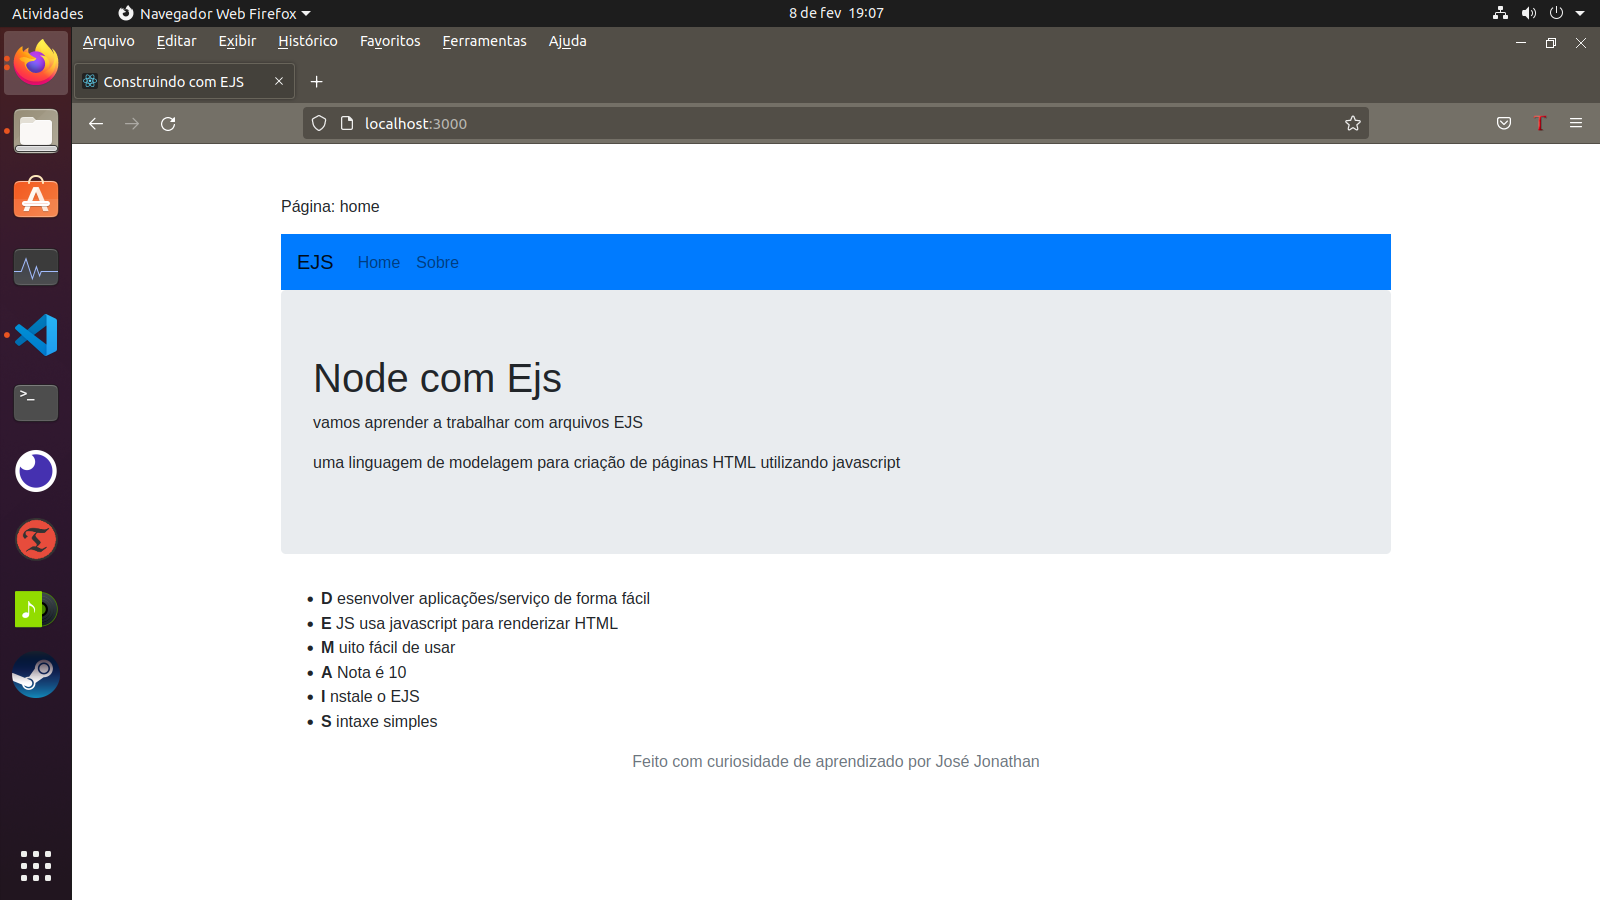 Atividades
Navegador Web Firefox
8 de fev 19:07
Arquivo Editar Exibir Histórico Favoritos Ferramentas Ajuda
Construindo com EJS
localhost:3000
Página: home
EJS Home Sobre
Node com Ejs
vamos aprender a trabalhar com arquivos EJS
uma linguagem de modelagem para criação de páginas HTML utilizando javascript
D esenvolver aplicações/serviço de forma fácil
E JS usa javascript para renderizar HTML
M uito fácil de usar
A Nota é 10
I nstale o EJS
S intaxe simples
Feito com curiosidade de aprendizado por José Jonathan